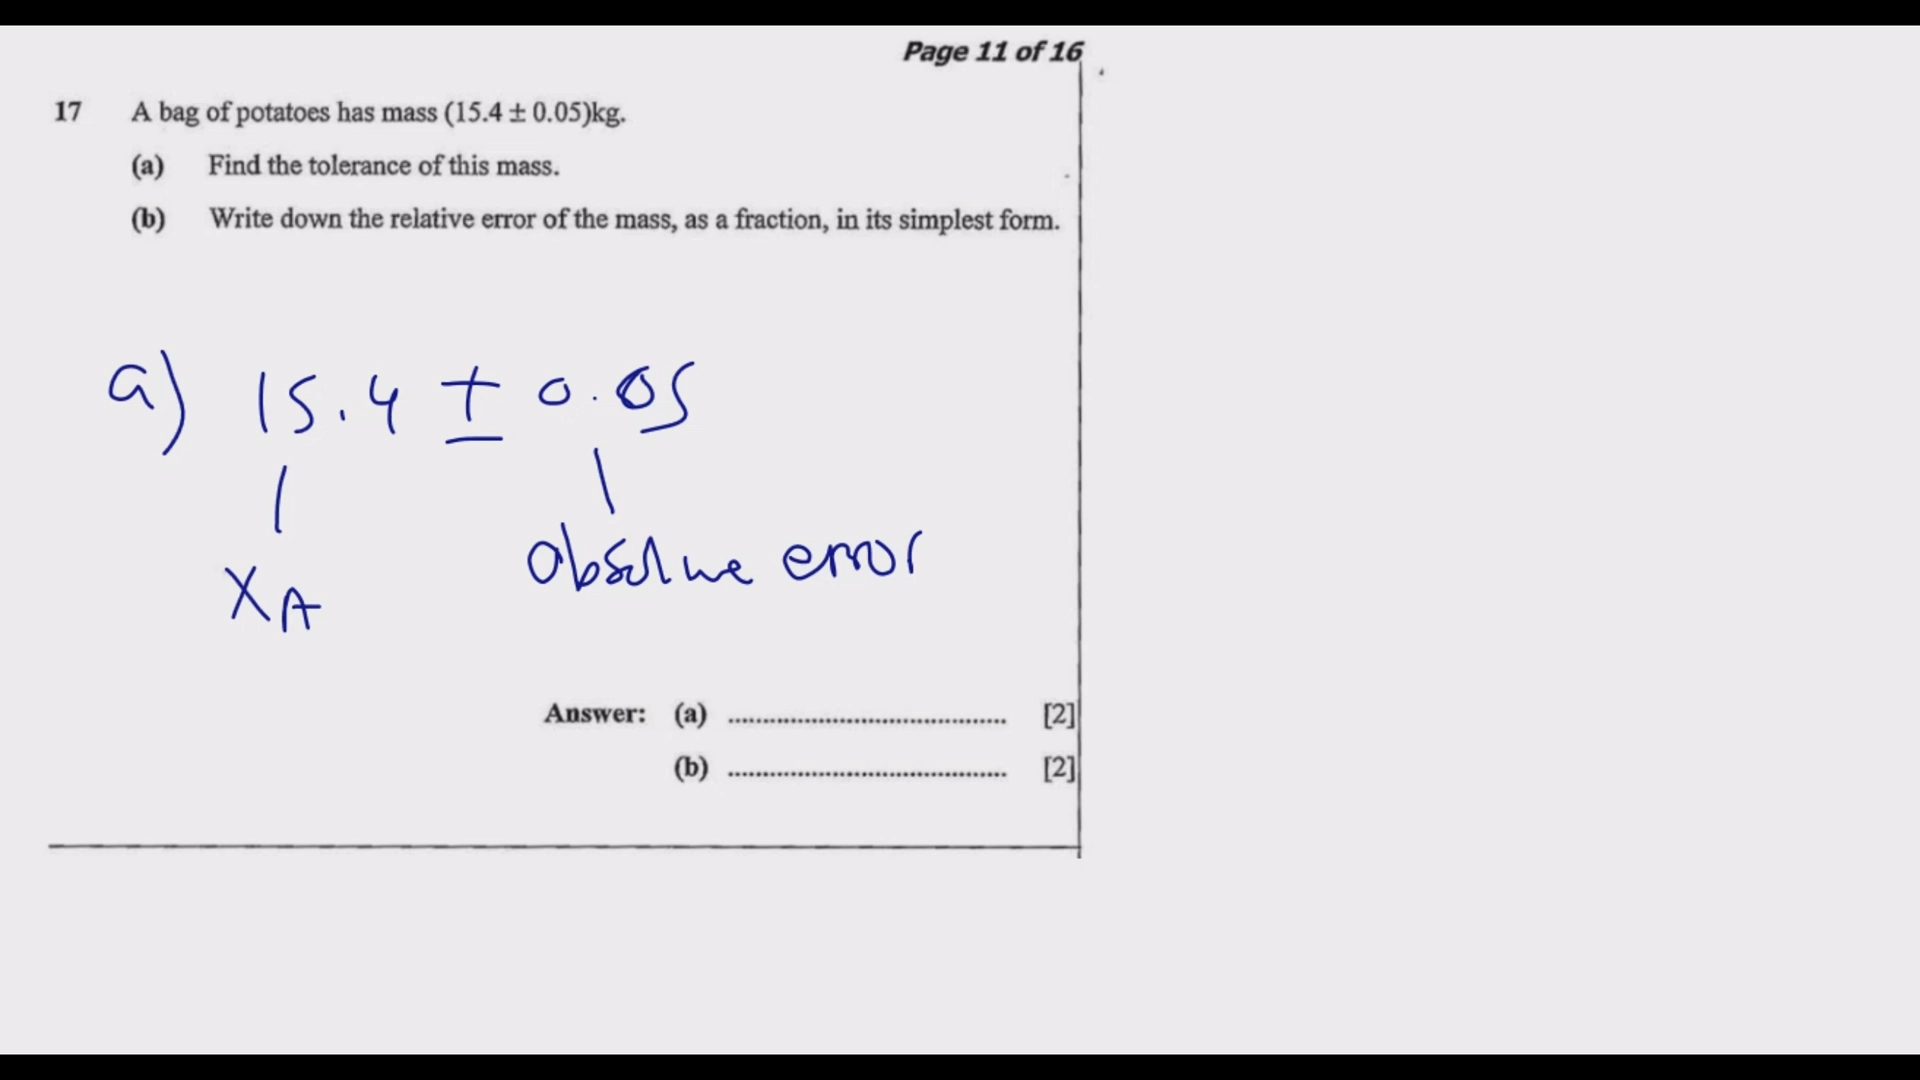 Page 11 of 16
17 A bag of potatoes has mass (15.4 ± 0.05)kg.
(a) Find the tolerance of this mass.
(b) Write down the relative error of the mass, as a fraction, in its simplest form.
a) 15.4 ± 0.05
XA
absolute error
Answer: (a) ........................................ [2]
(b) ........................................ [2]